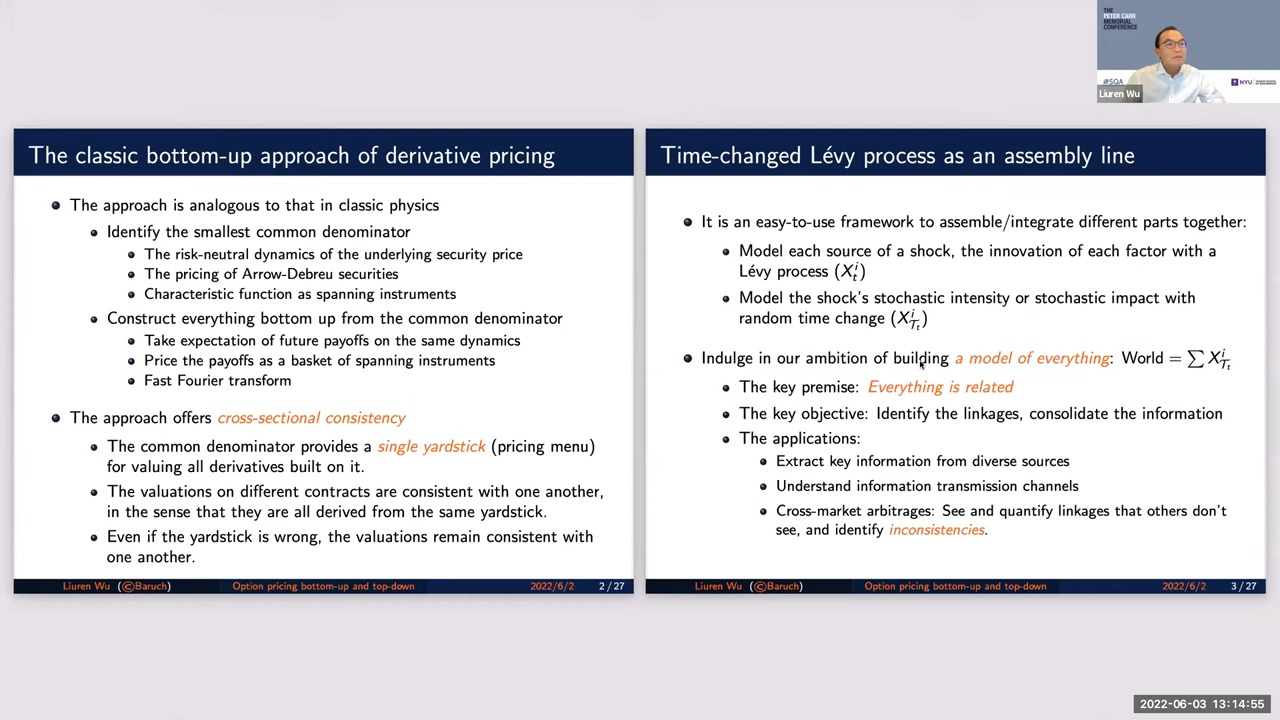 THE
PETER CARR
MEMORIAL
CONFERENCE
SQA
NYU
Liuren Wu
The classic bottom-up approach of derivative pricing
The approach is analogous to that in classic physics
Identify the smallest common denominator
The risk-neutral dynamics of the underlying security price
The pricing of Arrow-Debreu securities
Characteristic function as spanning instruments
Construct everything bottom up from the common denominator
Take expectation of future payoffs on the same dynamics
Price the payoffs as a basket of spanning instruments
Fast Fourier transform
The approach offers cross-sectional consistency
The common denominator provides a single yardstick (pricing menu)
for valuing all derivatives built on it.
The valuations on different contracts are consistent with one another,
in the sense that they are all derived from the same yardstick.
Even if the yardstick is wrong, the valuations remain consistent with
one another.
Liuren Wu (©Baruch) Option pricing bottom-up and top-down 2022/6/2 2 / 27
Time-changed Lévy process as an assembly line
It is an easy-to-use framework to assemble/integrate different parts together:
Model each source of a shock, the innovation of each factor with a
Lévy process (X_t^i)
Model the shock's stochastic intensity or stochastic impact with
random time change (X_{𝒯_t}^i)
Indulge in our ambition of building a model of everything: World = ∑ X_{𝒯_t}^i
The key premise: Everything is related
The key objective: Identify the linkages, consolidate the information
The applications:
Extract key information from diverse sources
Understand information transmission channels
Cross-market arbitrages: See and quantify linkages that others don't
see, and identify inconsistencies.
Liuren Wu (©Baruch) Option pricing bottom-up and top-down 2022/6/2 3 / 27
2022-06-03 13:14:55